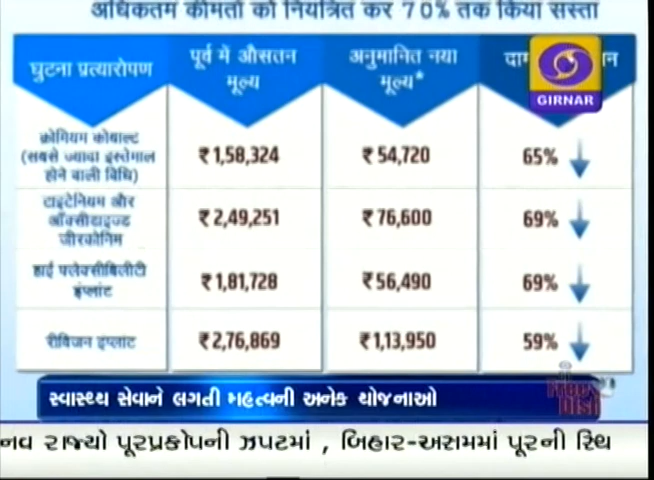 अधिकतम कीमतों को नियंत्रित कर 70% तक किया सस्ता
घुटना प्रत्यारोपण
पूर्व में औसतन
मूल्य
अनुमानित नया
मूल्य*
GIRNAR
क्रोमियम कोबाल्ट
(सबसे ज्यादा इस्तेमाल
होने वाली विधि)
₹ 1,58,324
₹ 54,720
65%
टाइटेनियम और
ऑक्सीडाइज्ड
जीरकोनिम
₹ 2,49,251
₹ 76,600
69%
हाई फ्लेक्सीबिलीटी
इंप्लांट
₹ 1,81,728
₹ 56,490
69%
रीविजन इंप्लांट
₹ 2,76,869
₹ 1,13,950
59%
સ્વાસ્થ્ય સેવાને લગતી મહત્વની અનેક યોજનાઓ
નવ રાજ્યો પૂરપ્રકોપની ઝપટમાં , બિહાર-અસમમાં પૂરની સ્થિ